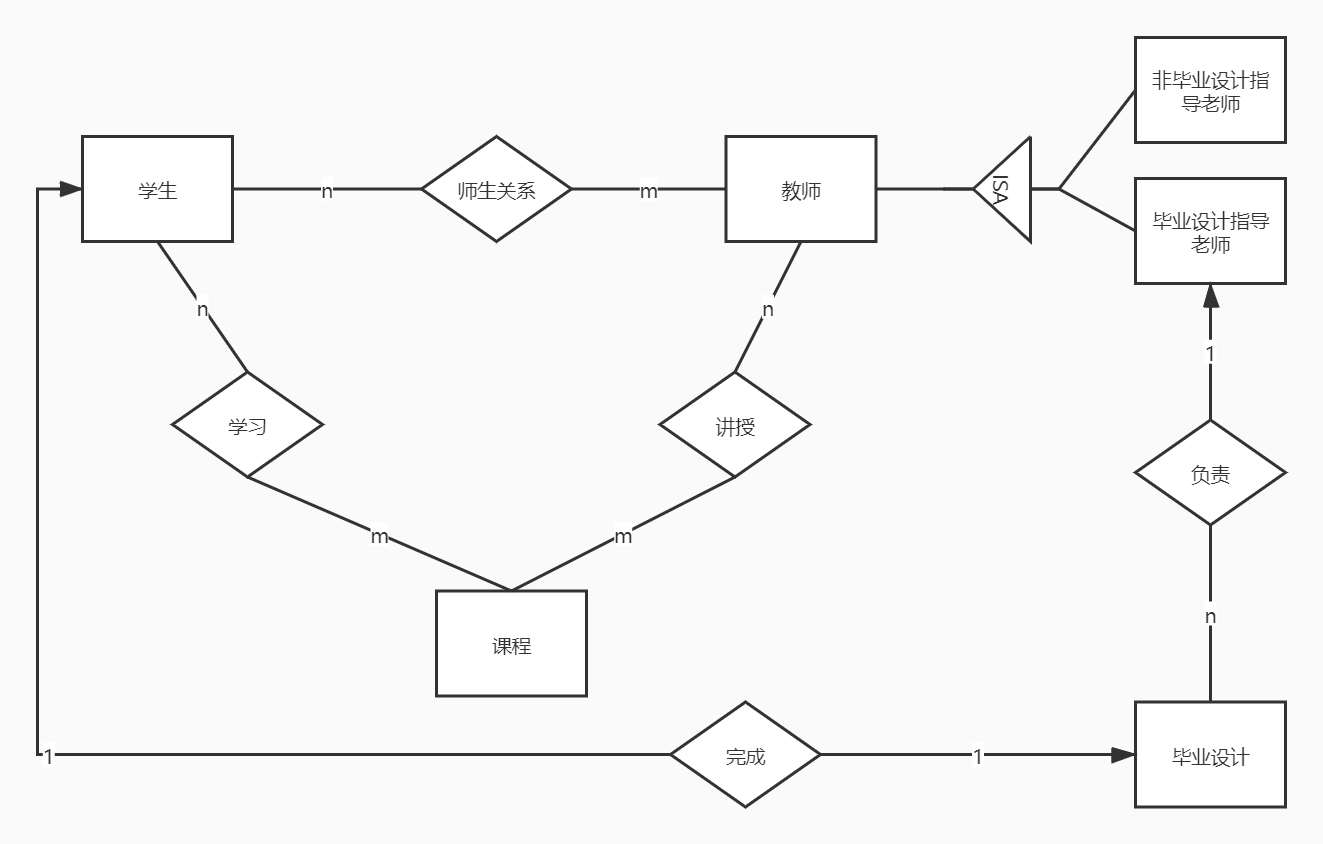 非毕业设计指
导老师
学生
n
师生关系
m
教师
ISA
毕业设计指导
老师
n
n
1
学习
讲授
负责
m
m
n
课程
1
完成
1
毕业设计